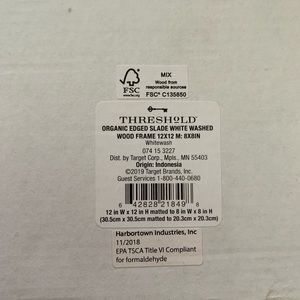 MIX
Wood from
responsible sources
FSC
www.fsc.org
FSC® C135850
THRESHOLD
ORGANIC EDGED SLADE WHITE WASHED
WOOD FRAME 12X12 M: 8X8IN
Whitewash
074 15 3227
Dist. by Target Corp., Mpls., MN 55403
Origin: Indonesia
©2019 Target Brands, Inc.
Guest Services 1-800-440-0680
6 42828 21849 8
12 in W x 12 in H matted to 8 in W x 8 in H
(30.5cm x 30.5cm matted to 20.3cm x 20.3cm)
Harbortown Industries, Inc
11/2018
EPA TSCA Title VI Compliant
for formaldehyde